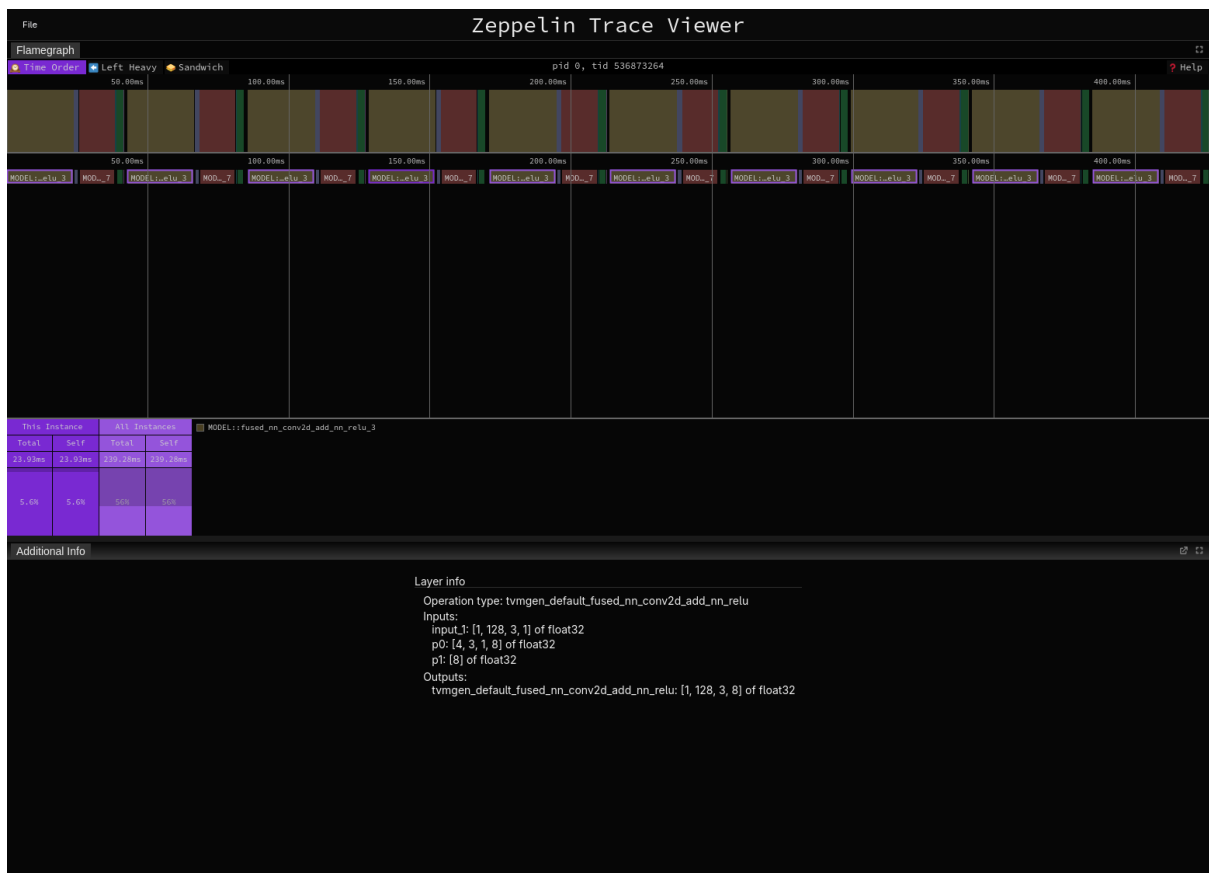 File
Zeppelin Trace Viewer
Flamegraph
Time Order Left Heavy Sandwich pid 0, tid 536873264 Help
50.00ms 100.00ms 150.00ms 200.00ms 250.00ms 300.00ms 350.00ms 400.00ms
50.00ms 100.00ms 150.00ms 200.00ms 250.00ms 300.00ms 350.00ms 400.00ms
MODEL:…elu_3 MOD…_7 MODEL:…elu_3 MOD…_7 MODEL:…elu_3 MOD…_7 MODEL:…elu_3 MOD…_7 MODEL:…elu_3 MOD…_7 MODEL:…elu_3 MOD…_7 MODEL:…elu_3 MOD…_7 MODEL:…elu_3 MOD…_7 MODEL:…elu_3 MOD…_7 MODEL:…elu_3 MOD…_7
This Instance All Instances MODEL::fused_nn_conv2d_add_nn_relu_3
Total Self Total Self
23.93ms 23.93ms 239.28ms 239.28ms
5.6% 5.6% 56% 56%
Additional Info
Layer info
Operation type: tvmgen_default_fused_nn_conv2d_add_nn_relu
Inputs:
input_1: [1, 128, 3, 1] of float32
p0: [4, 3, 1, 8] of float32
p1: [8] of float32
Outputs:
tvmgen_default_fused_nn_conv2d_add_nn_relu: [1, 128, 3, 8] of float32